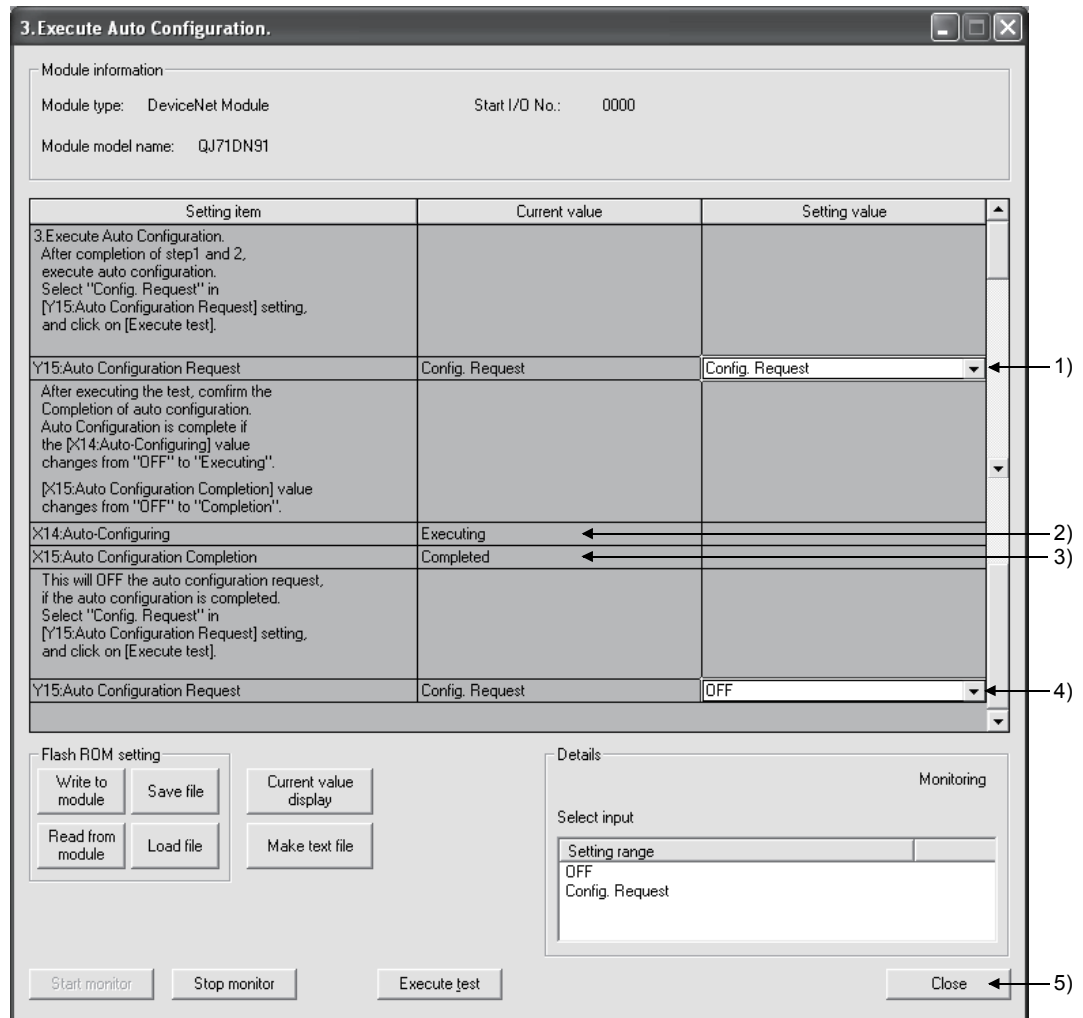 3.Execute Auto Configuration.
Module information
Module type: DeviceNet Module Start I/O No.: 0000
Module model name: QJ71DN91
Setting item Current value Setting value
3.Execute Auto Configuration.
After completion of step1 and 2,
execute auto configuration.
Select "Config. Request" in
[Y15:Auto Configuration Request] setting,
and click on [Execute test].
Y15:Auto Configuration Request Config. Request Config. Request 1)
After executing the test, comfirm the
Completion of auto configuration.
Auto Configuration is complete if
the [X14:Auto-Configuring] value
changes from "OFF" to "Executing".
[X15:Auto Configuration Completion] value
changes from "OFF" to "Completion".
X14:Auto-Configuring Executing 2)
X15:Auto Configuration Completion Completed 3)
This will OFF the auto configuration request,
if the auto configuration is completed.
Select "Config. Request" in
[Y15:Auto Configuration Request] setting,
and click on [Execute test].
Y15:Auto Configuration Request Config. Request OFF 4)
Flash ROM setting
Write to
module
Save file
Current value
display
Read from
module
Load file
Make text file
Details
Monitoring
Select input
Setting range
OFF
Config. Request
Start monitor Stop monitor Execute test Close 5)